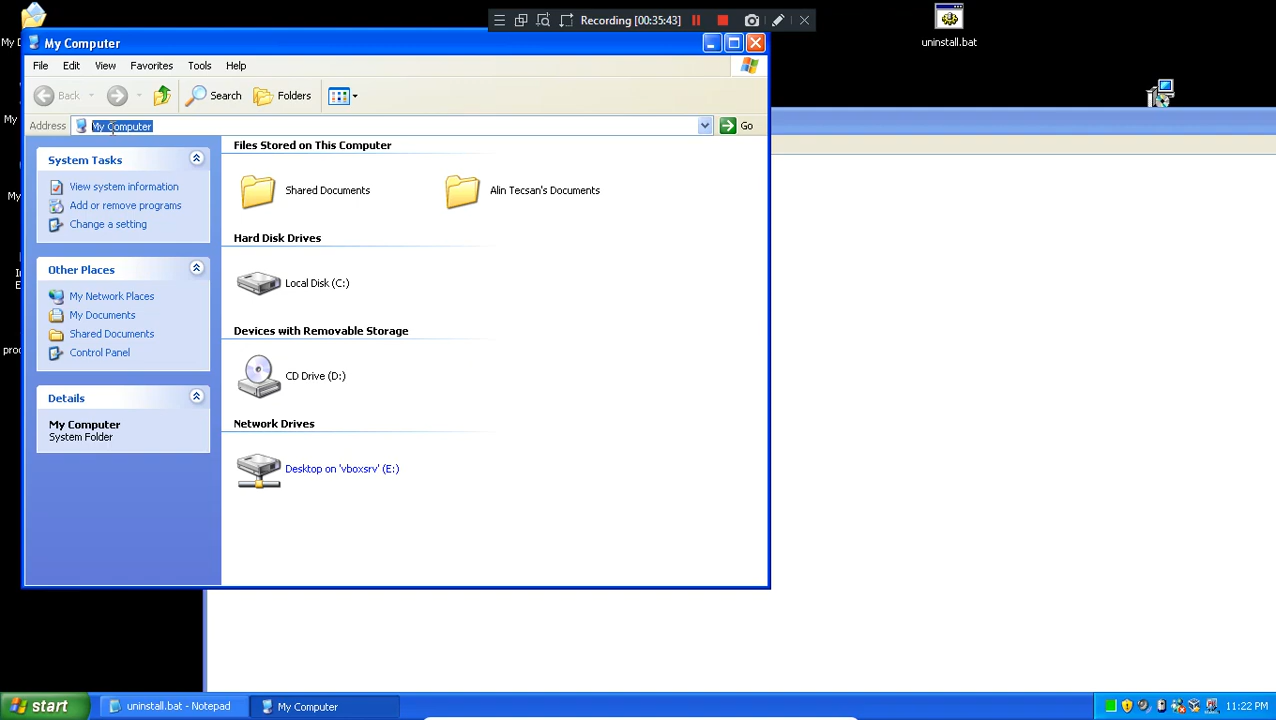 Recording [00:35:43]
uninstall.bat
My Computer
File Edit View Favorites Tools Help
Back Search Folders
Address My Computer Go
System Tasks
View system information
Add or remove programs
Change a setting
Other Places
My Network Places
My Documents
Shared Documents
Control Panel
Details
My Computer
System Folder
Files Stored on This Computer
Shared Documents Alin Tecsan's Documents
Hard Disk Drives
Local Disk (C:)
Devices with Removable Storage
CD Drive (D:)
Network Drives
Desktop on 'vboxsrv' (E:)
start uninstall.bat - Notepad My Computer 11:22 PM